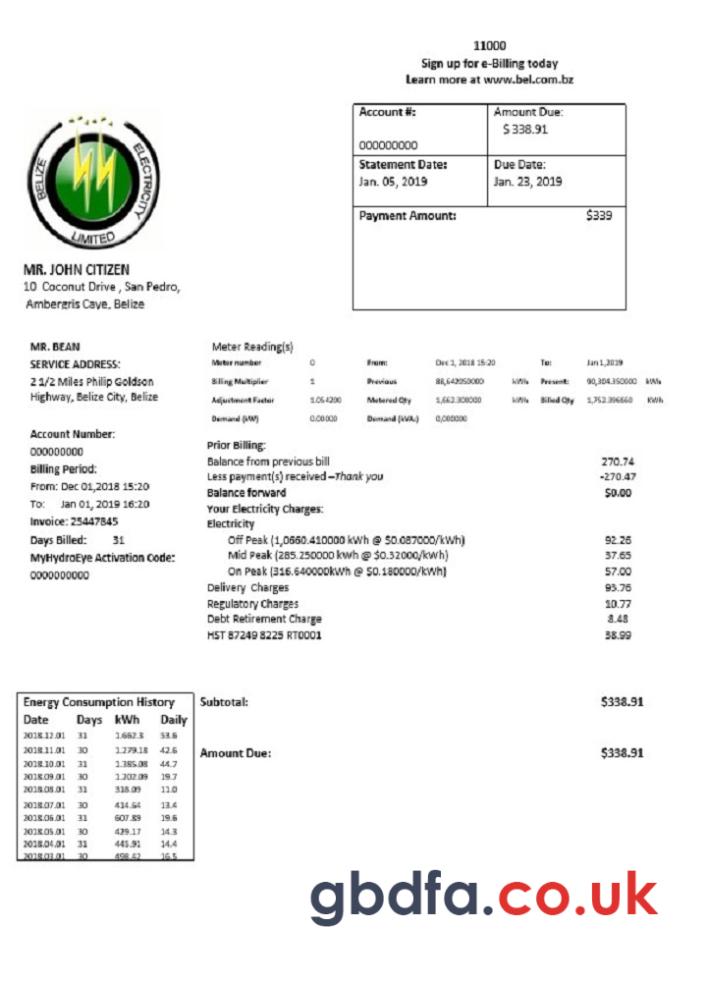 11000
Sign up for e-Billing today
Learn more at www.bel.com.bz
Account #:
000000000
Amount Due:
$ 338.91
Statement Date:
Jan. 05, 2019
Due Date:
Jan. 23, 2019
Payment Amount: $339
BELIZE ELECTRICITY LIMITED
MR. JOHN CITIZEN
10 Coconut Drive , San Pedro,
Ambergris Caye, Belize
MR. BEAN
SERVICE ADDRESS:
2 1/2 Miles Philip Goldson
Highway, Belize City, Belize
Account Number:
000000000
Billing Period:
From: Dec 01,2018 15:20
To: Jan 01, 2019 16:20
Invoice: 25447845
Days Billed: 31
MyHydroEye Activation Code:
0000000000
Meter Reading(s)
Meter number 0 From: Dec 1, 2018 15:20 To: Jan 1,2019
Billing Multiplier 1 Previous 88,642050000 kWh Present: 90,304.350000 kWh
Adjustment Factor 1.054200 Metered Qty 1,662.300000 kWh Billed Qty 1,752.396660 KWh
Demand (kW) 0.00000 Demand (kVA:) 0,000000
Prior Billing:
Balance from previous bill 270.74
Less payment(s) received –Thank you -270.47
Balance forward $0.00
Your Electricity Charges:
Electricity
Off Peak (1,0660.410000 kWh @ $0.087000/kWh) 92.26
Mid Peak (285.250000 kWh @ $0.32000/kWh) 37.65
On Peak (316.640000kWh @ $0.180000/kWh) 57.00
Delivery Charges 93.76
Regulatory Charges 10.77
Debt Retirement Charge 8.48
HST 87249 8225 RT0001 38.99
Energy Consumption History
Date Days kWh Daily
2018.12.01 31 1.662.3 53.6
2018.11.01 30 1.279.18 42.6
2018.10.01 31 1.385.08 44.7
2018.09.01 30 1.202.09 19.7
2018.08.01 31 318.09 11.0
2018.07.01 30 414.64 13.4
2018.06.01 31 607.89 19.6
2018.05.01 30 429.17 14.3
2018.04.01 31 445.91 14.4
2018.03.01 30 498.42 16.5
Subtotal: $338.91
Amount Due: $338.91
gbdfa.co.uk